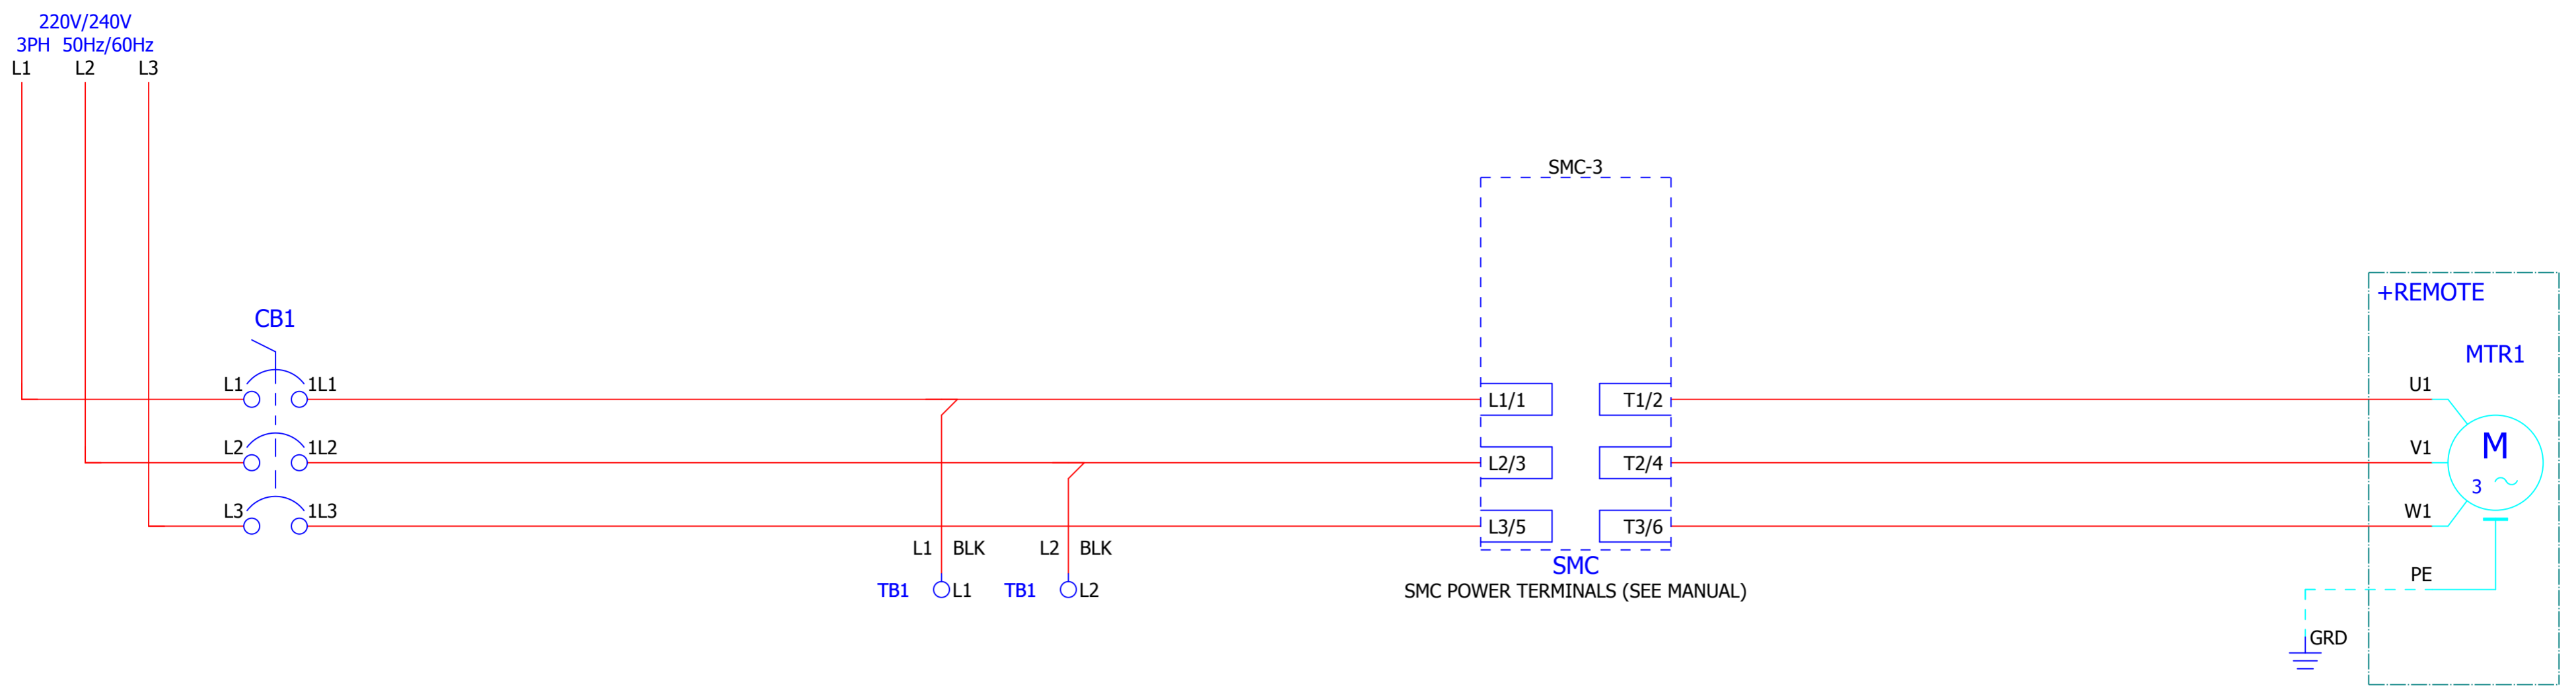 220V/240V
3PH 50Hz/60Hz
L1 L2 L3
SMC-3
+REMOTE
CB1
MTR1
L1 1L1
U1
L1/1 T1/2
L2 1L2
V1
M
L2/3 T2/4
3
L3 1L3
W1
L3/5 T3/6
L1 BLK L2 BLK
SMC
PE
TB1 L1 TB1 L2
SMC POWER TERMINALS (SEE MANUAL)
GRD